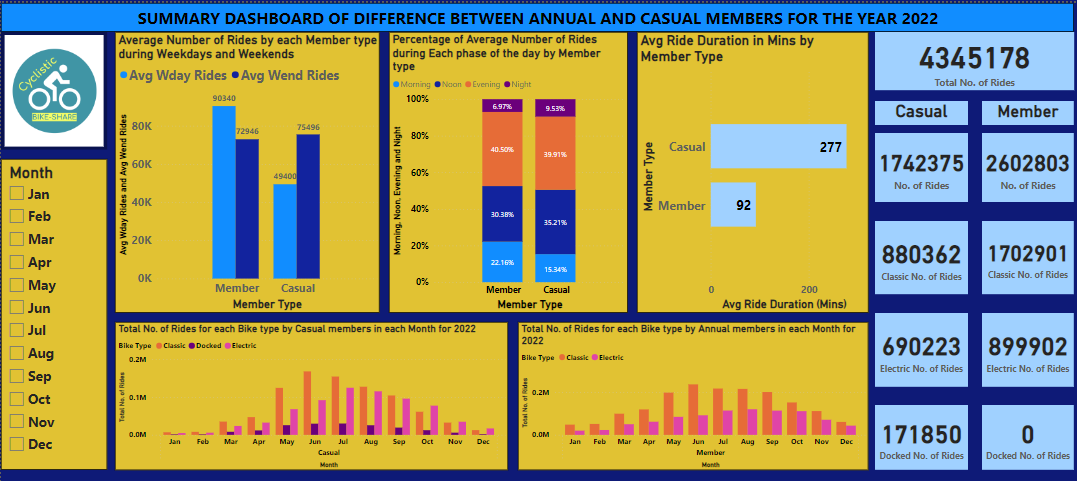 SUMMARY DASHBOARD OF DIFFERENCE BETWEEN ANNUAL AND CASUAL MEMBERS FOR THE YEAR 2022
Cyclistic
BIKE-SHARE
Month
Jan
Feb
Mar
Apr
May
Jun
Jul
Aug
Sep
Oct
Nov
Dec
Average Number of Rides by each Member type
during Weekdays and Weekends
Avg Wday Rides Avg Wend Rides
Avg Wday Rides and Avg Wend Rides
80K
60K
40K
20K
0K
90340
72946
49400
75496
Member Casual
Member Type
Percentage of Average Number of Rides
during Each phase of the day by Member
type
Morning Noon Evening Night
Morning, Noon, Evening and Night
100%
80%
60%
40%
20%
0%
6.97% 9.53%
40.50% 39.91%
30.38% 35.21%
22.16% 15.34%
Member Casual
Member Type
Avg Ride Duration in Mins by
Member Type
Member Type
Casual 277
Member 92
0 200
Avg Ride Duration (Mins)
4345178
Total No. of Rides
Casual Member
1742375 2602803
No. of Rides No. of Rides
880362 1702901
Classic No. of Rides Classic No. of Rides
690223 899902
Electric No. of Rides Electric No. of Rides
171850 0
Docked No. of Rides Docked No. of Rides
Total No. of Rides for each Bike type by Casual members in each Month for 2022
Bike Type Classic Docked Electric
Total No. of Rides
0.2M
0.1M
0.0M
Jan Feb Mar Apr May Jun Jul Aug Sep Oct Nov Dec
Casual
Month
Total No. of Rides for each Bike type by Annual members in each Month for
2022
Bike Type Classic Electric
Total No. of Rides
0.2M
0.0M
Jan Feb Mar Apr May Jun Jul Aug Sep Oct Nov Dec
Member
Month